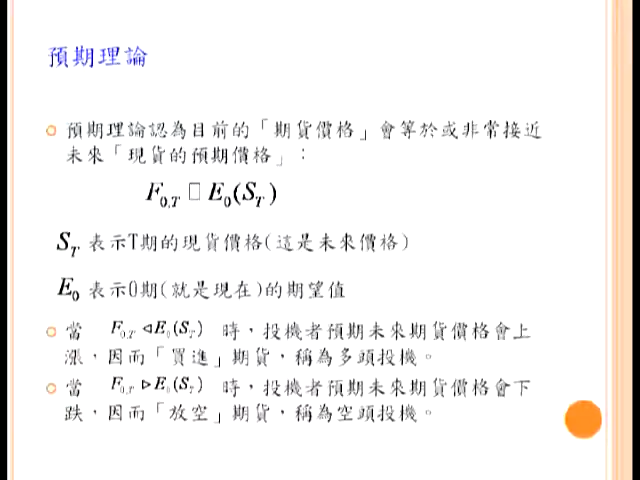 預期理論
預期理論認為目前的「期貨價格」會等於或非常接近
未來「現貨的預期價格」：
F0,T □ E0(ST)
ST 表示T期的現貨價格(這是未來價格)
E0 表示0期(就是現在)的期望值
當 F0,T ⊲ E0(ST) 時，投機者預期未來期貨價格會上
漲，因而「買進」期貨，稱為多頭投機。
當 F0,T ⊳ E0(ST) 時，投機者預期未來期貨價格會下
跌，因而「放空」期貨，稱為空頭投機。